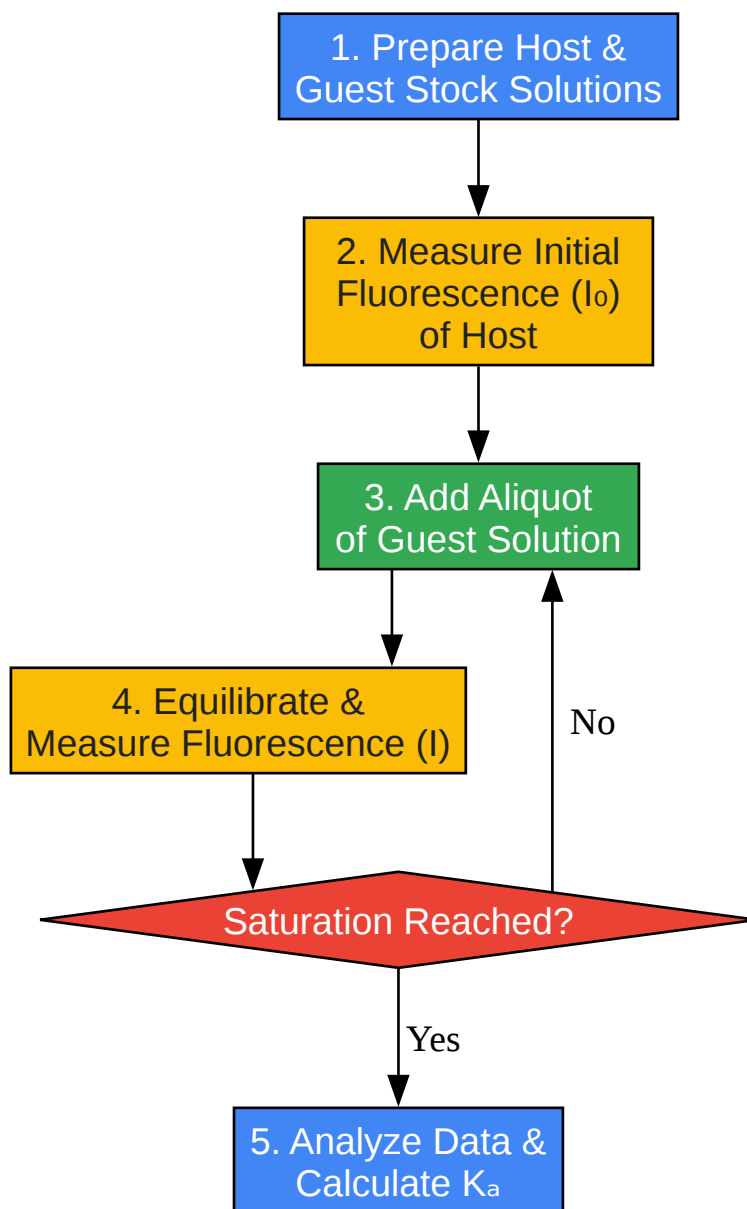 1. Prepare Host &
Guest Stock Solutions
2. Measure Initial
Fluorescence (I₀)
of Host
3. Add Aliquot
of Guest Solution
4. Equilibrate &
Measure Fluorescence (I)
No
Saturation Reached?
Yes
5. Analyze Data &
Calculate Kₐ